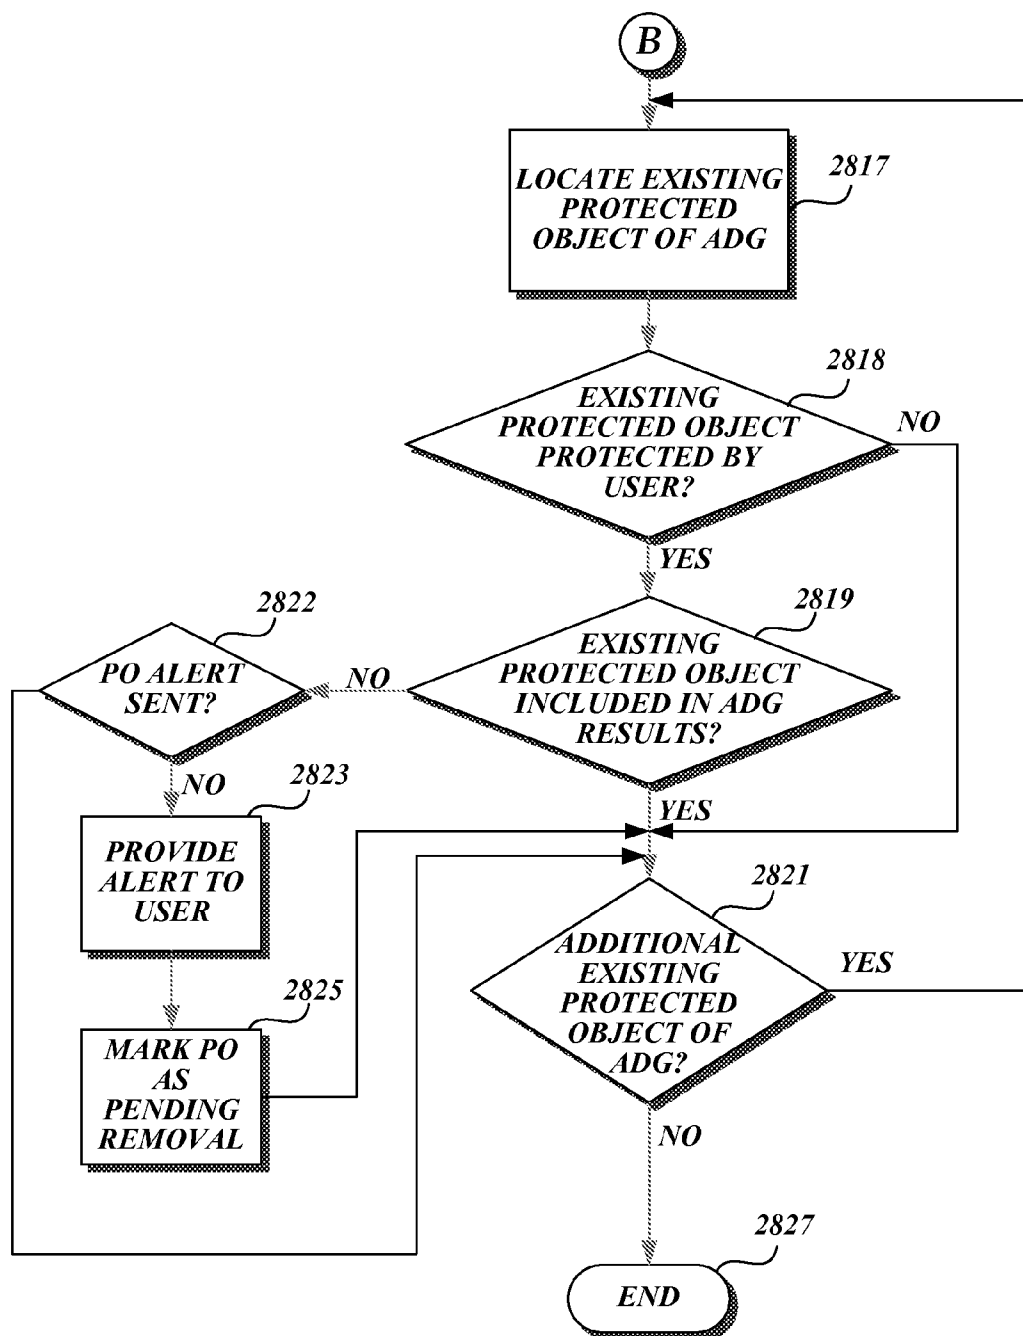 B
LOCATE EXISTING
PROTECTED
OBJECT OF ADG
2817
EXISTING
PROTECTED OBJECT
PROTECTED BY
USER?
2818
NO
YES
EXISTING
PROTECTED OBJECT
INCLUDED IN ADG
RESULTS?
2819
NO
YES
PO ALERT
SENT?
2822
NO
PROVIDE
ALERT TO
USER
2823
MARK PO
AS
PENDING
REMOVAL
2825
ADDITIONAL
EXISTING
PROTECTED
OBJECT OF
ADG?
2821
YES
NO
END
2827